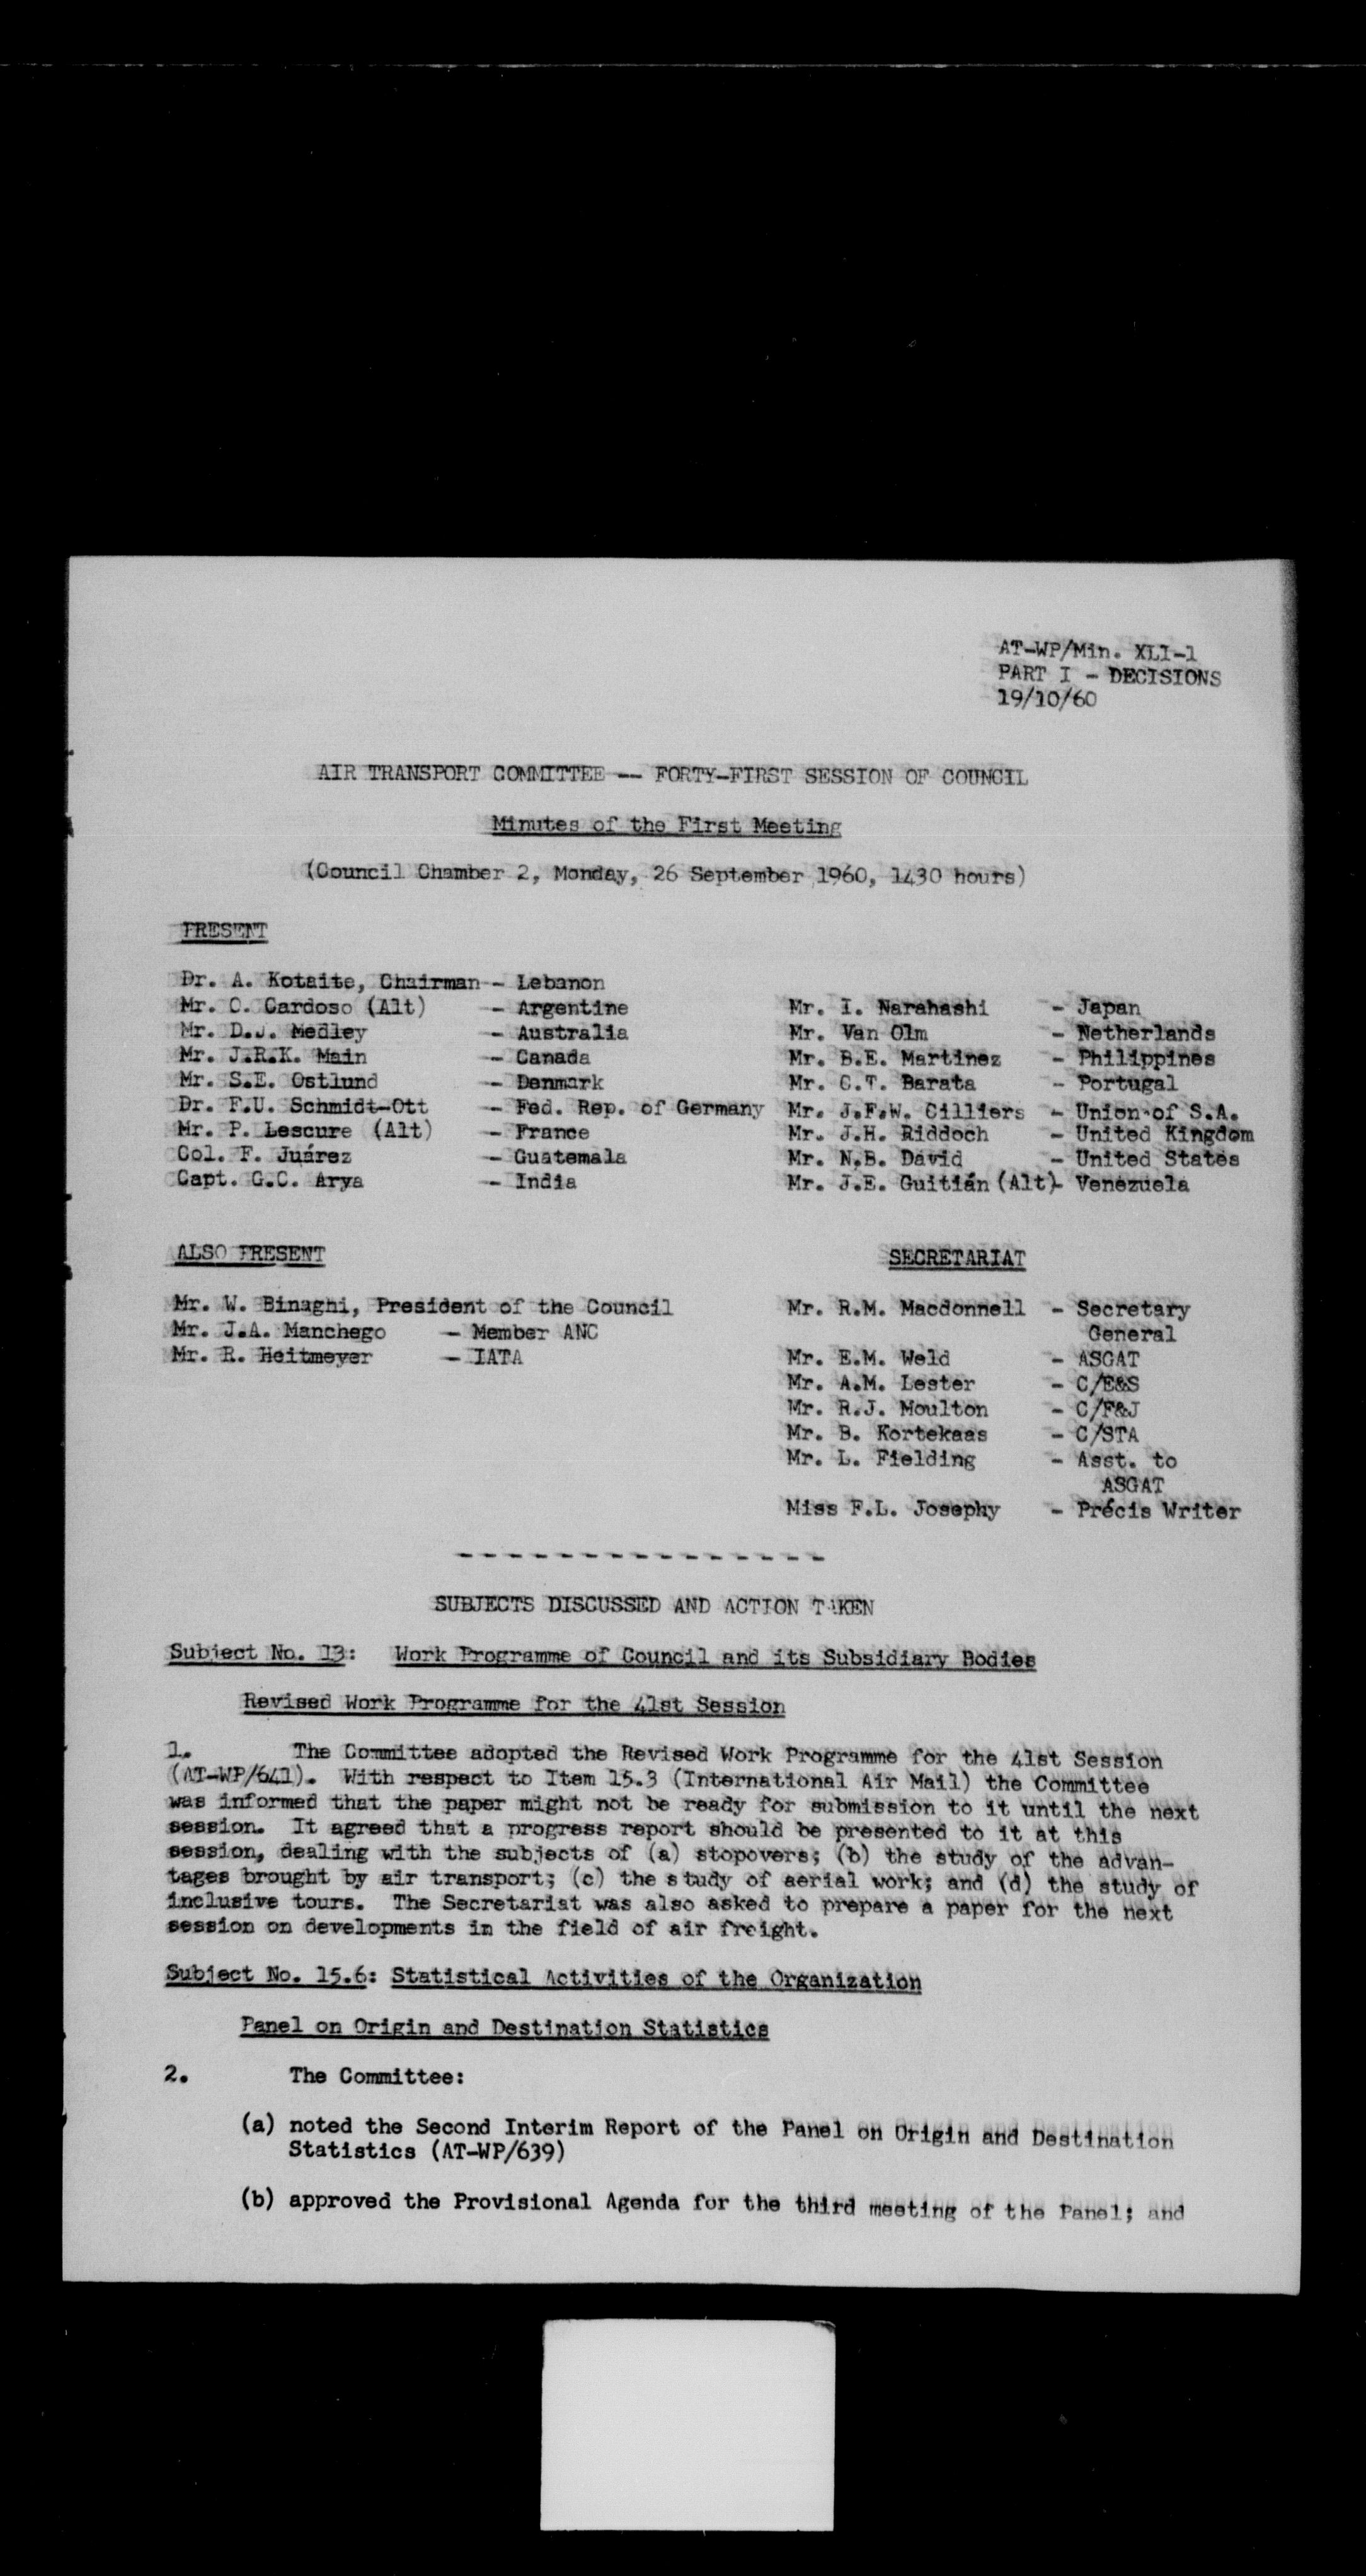 AT-WP/Min. XLI-1
PART I - DECISIONS
19/10/60
AIR TRANSPORT COMMITTEE -- FORTY-FIRST SESSION OF COUNCIL
Minutes of the First Meeting
(Council Chamber 2, Monday, 26 September 1960, 1430 hours)
PRESENT
Dr. A. Kotaite, Chairman - Lebanon
Mr. C. Cardoso (Alt) - Argentine
Mr. D.J. Medley - Australia
Mr. J.R.K. Main - Canada
Mr. S.E. Ostlund - Denmark
Dr. F.U. Schmidt-Ott - Fed. Rep. of Germany
Mr. P. Lescure (Alt) - France
Col. F. Juárez - Guatemala
Capt. G.C. Arya - India
Mr. I. Narahashi - Japan
Mr. Van Olm - Netherlands
Mr. B.E. Martinez - Philippines
Mr. C.T. Barata - Portugal
Mr. J.F.W. Cilliers - Union of S.A.
Mr. J.H. Riddoch - United Kingdom
Mr. N.B. David - United States
Mr. J.E. Guitián (Alt)- Venezuela
ALSO PRESENT
Mr. W. Binaghi, President of the Council
Mr. J.A. Manchego - Member ANC
Mr. R. Heitmeyer - IATA
SECRETARIAT
Mr. R.M. Macdonnell - Secretary
General
Mr. E.M. Weld - ASGAT
Mr. A.M. Lester - C/E&S
Mr. R.J. Moulton - C/F&J
Mr. B. Kortekaas - C/STA
Mr. L. Fielding - Asst. to
ASGAT
Miss F.L. Josephy - Précis Writer
SUBJECTS DISCUSSED AND ACTION TAKEN
Subject No. 13: Work Programme of Council and its Subsidiary Bodies
Revised Work Programme for the 41st Session
1. The Committee adopted the Revised Work Programme for the 41st Session
(AT-WP/641). With respect to Item 15.3 (International Air Mail) the Committee
was informed that the paper might not be ready for submission to it until the next
session. It agreed that a progress report should be presented to it at this
session, dealing with the subjects of (a) stopovers; (b) the study of the advan-
tages brought by air transport; (c) the study of aerial work; and (d) the study of
inclusive tours. The Secretariat was also asked to prepare a paper for the next
session on developments in the field of air freight.
Subject No. 15.6: Statistical Activities of the Organization
Panel on Origin and Destination Statistics
2. The Committee:
(a) noted the Second Interim Report of the Panel on Origin and Destination
Statistics (AT-WP/639)
(b) approved the Provisional Agenda for the third meeting of the Panel; and